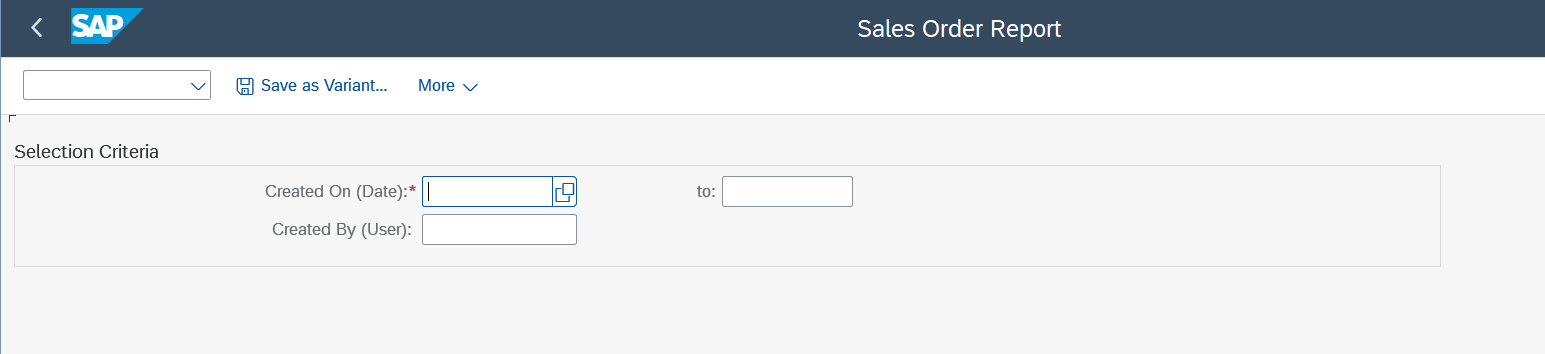 SAP Sales Order Report
Save as Variant... More
Selection Criteria
Created On (Date):* to:
Created By (User):